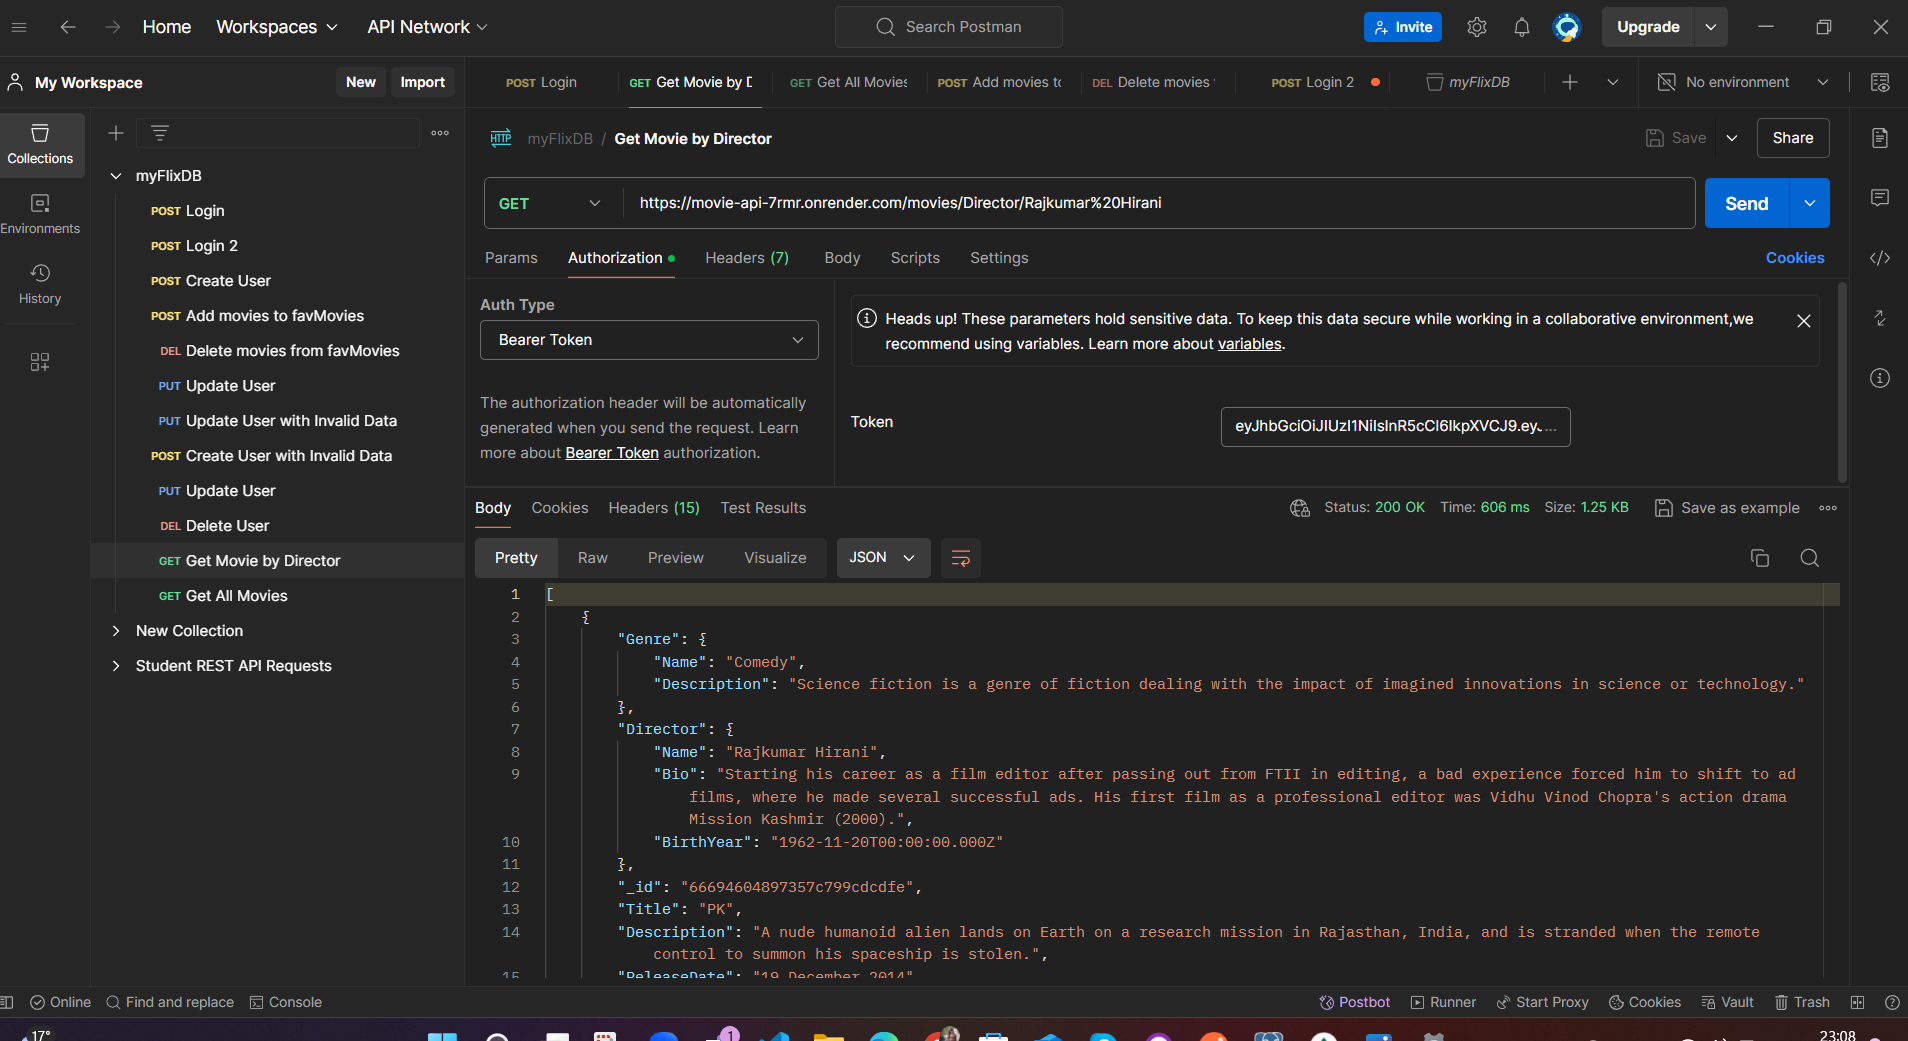 Home Workspaces API Network Search Postman Invite Upgrade
My Workspace New Import
POST Login GET Get Movie by D GET Get All Movies POST Add movies to DEL Delete movies POST Login 2 myFlixDB No environment
Collections
Environments
History
myFlixDB
POST Login
POST Login 2
POST Create User
POST Add movies to favMovies
DEL Delete movies from favMovies
PUT Update User
PUT Update User with Invalid Data
POST Create User with Invalid Data
PUT Update User
DEL Delete User
GET Get Movie by Director
GET Get All Movies
New Collection
Student REST API Requests
HTTP myFlixDB / Get Movie by Director Save Share
GET https://movie-api-7rmr.onrender.com/movies/Director/Rajkumar%20Hirani Send
Params Authorization Headers (7) Body Scripts Settings Cookies
Auth Type
Bearer Token
The authorization header will be automatically
generated when you send the request. Learn
more about Bearer Token authorization.
Heads up! These parameters hold sensitive data. To keep this data secure while working in a collaborative environment,we
recommend using variables. Learn more about variables.
Token eyJhbGciOiJIUzI1NiIsInR5cCI6IkpXVCJ9.eyJ...
Body Cookies Headers (15) Test Results Status: 200 OK Time: 606 ms Size: 1.25 KB Save as example
Pretty Raw Preview Visualize JSON
1 [
2 {
3 "Genre": {
4 "Name": "Comedy",
5 "Description": "Science fiction is a genre of fiction dealing with the impact of imagined innovations in science or technology."
6 },
7 "Director": {
8 "Name": "Rajkumar Hirani",
9 "Bio": "Starting his career as a film editor after passing out from FTII in editing, a bad experience forced him to shift to ad
films, where he made several successful ads. His first film as a professional editor was Vidhu Vinod Chopra's action drama
Mission Kashmir (2000).",
10 "BirthYear": "1962-11-20T00:00:00.000Z"
11 },
12 "_id": "66694604897357c799cdcdfe",
13 "Title": "PK",
14 "Description": "A nude humanoid alien lands on Earth on a research mission in Rajasthan, India, and is stranded when the remote
control to summon his spaceship is stolen.",
15 "ReleaseDate": "19 December 2014"
Online Find and replace Console Postbot Runner Start Proxy Cookies Vault Trash
17° 1 23:08